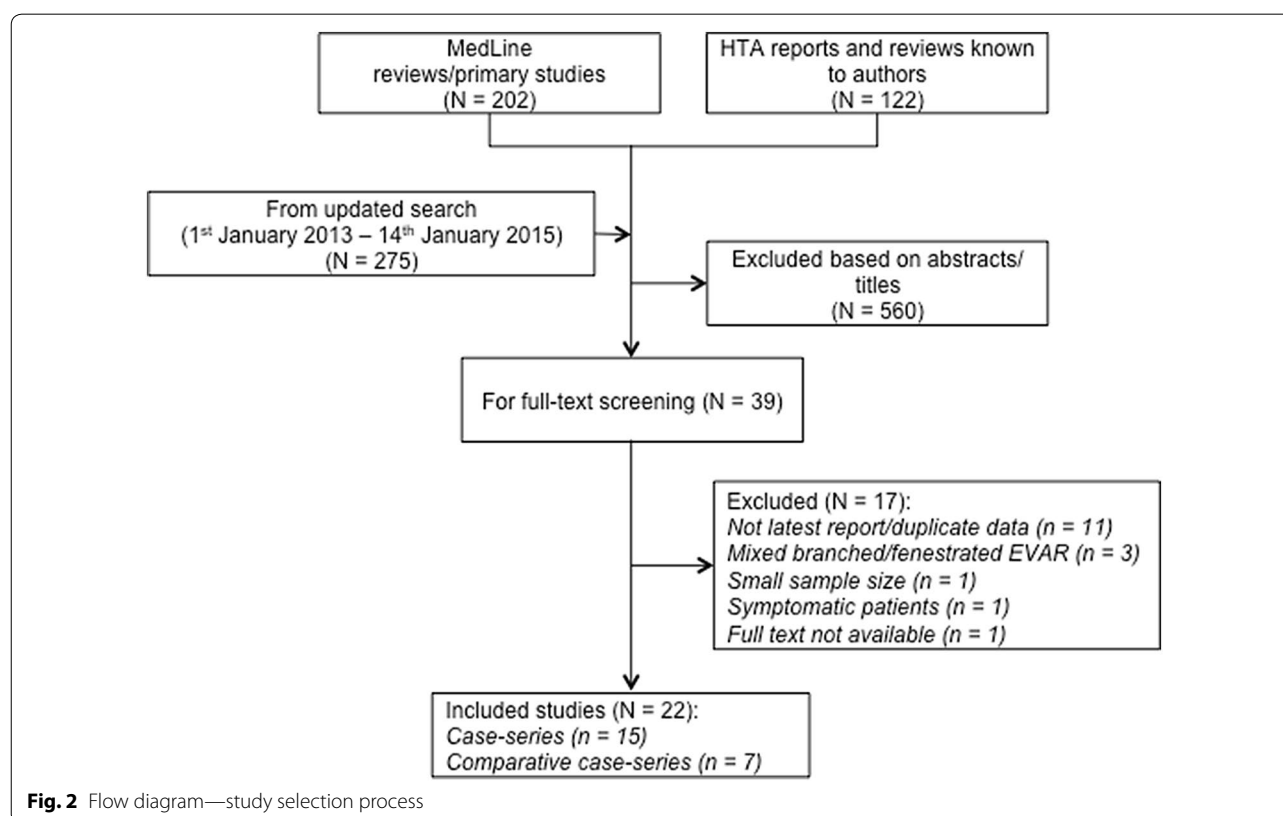 MedLine
reviews/primary studies
(N = 202)
HTA reports and reviews known
to authors
(N = 122)
From updated search
(1st January 2013 – 14th January 2015)
(N = 275)
Excluded based on abstracts/
titles
(N = 560)
For full-text screening (N = 39)
Excluded (N = 17):
Not latest report/duplicate data (n = 11)
Mixed branched/fenestrated EVAR (n = 3)
Small sample size (n = 1)
Symptomatic patients (n = 1)
Full text not available (n = 1)
Included studies (N = 22):
Case-series (n = 15)
Comparative case-series (n = 7)
Fig. 2 Flow diagram—study selection process